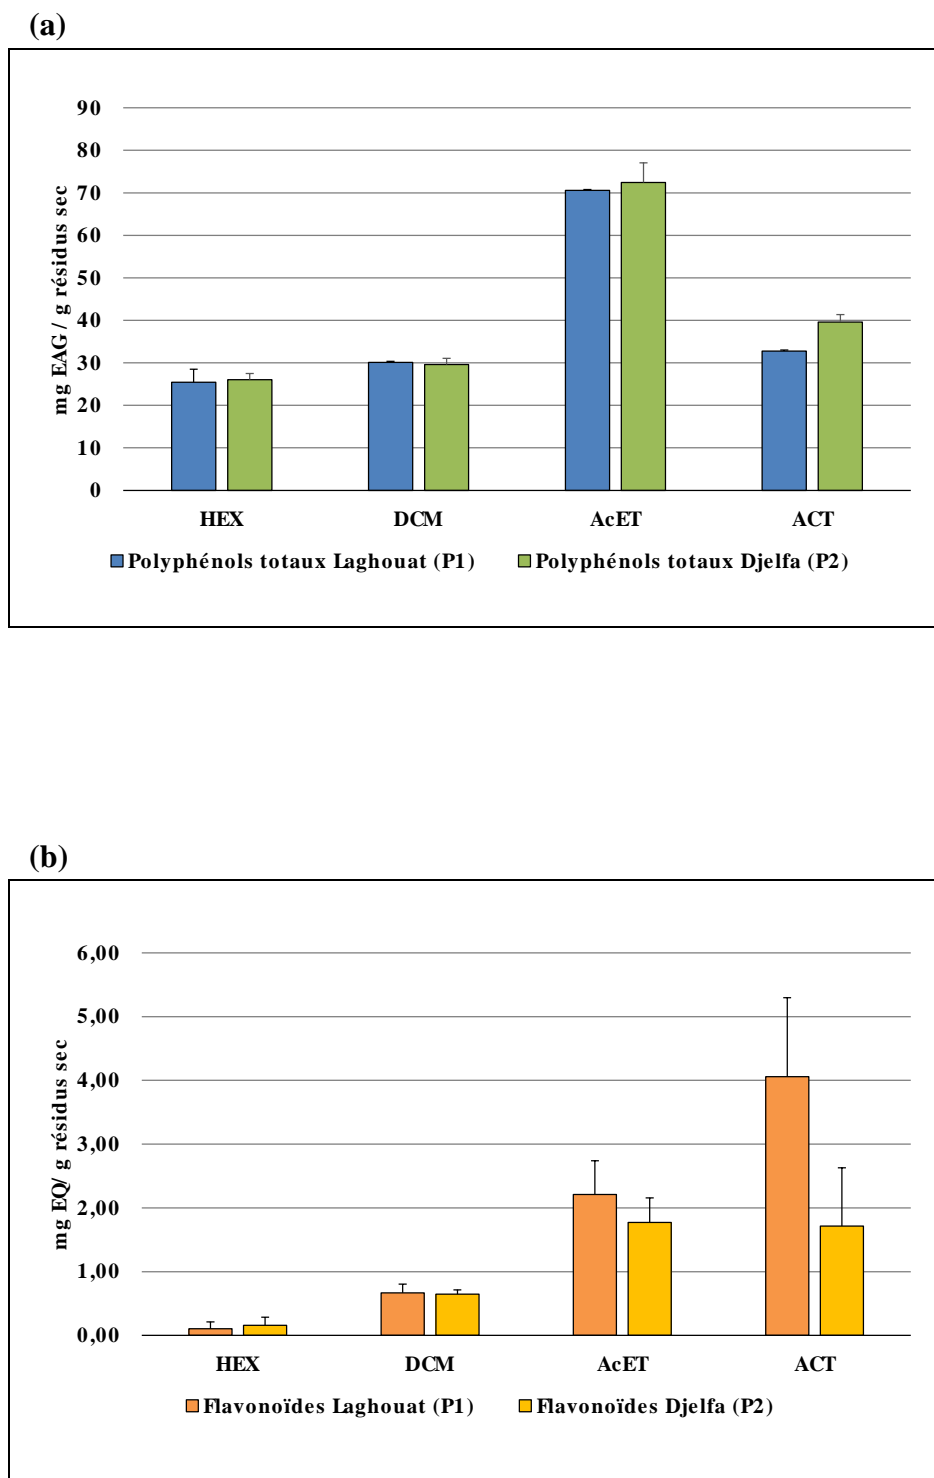 (a)
90
80
70
60
50
40
30
20
10
0
mg EAG / g résidus sec
HEX DCM AcET ACT
Polyphénols totaux Laghouat (P1) Polyphénols totaux Djelfa (P2)
(b)
6,00
5,00
4,00
3,00
2,00
1,00
0,00
mg EQ/ g résidus sec
HEX DCM AcET ACT
Flavonoïdes Laghouat (P1) Flavonoïdes Djelfa (P2)